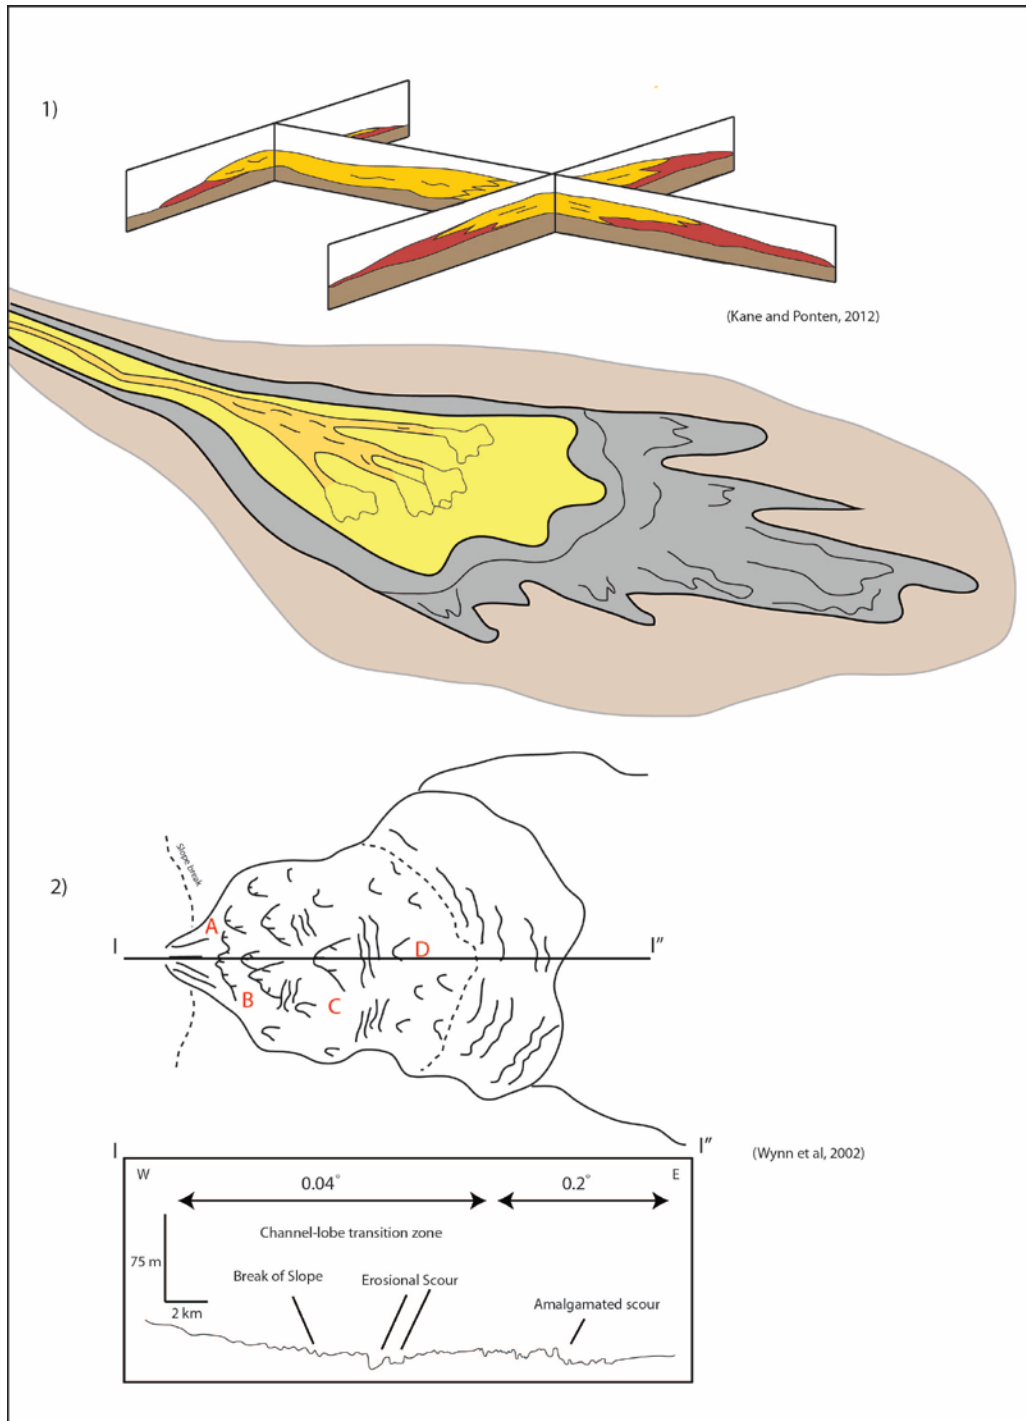 1)
(Kane and Ponten, 2012)
2)
Slope break
A
I
I"
D
B
C
I
I"
(Wynn et al, 2002)
W
E
0.04°
0.2°
Channel-lobe transition zone
75 m
Break of Slope
Erosional Scour
2 km
Amalgamated scour